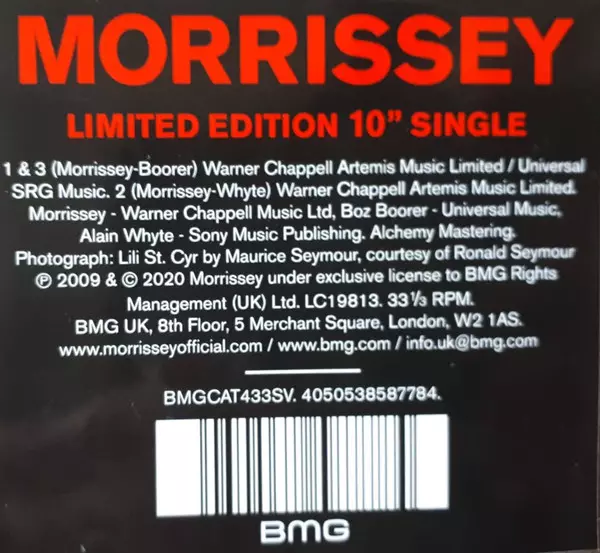 MORRISSEY
LIMITED EDITION 10” SINGLE
1 & 3 (Morrissey-Boorer) Warner Chappell Artemis Music Limited / Universal
SRG Music. 2 (Morrissey-Whyte) Warner Chappell Artemis Music Limited.
Morrissey - Warner Chappell Music Ltd, Boz Boorer - Universal Music,
Alain Whyte - Sony Music Publishing. Alchemy Mastering.
Photograph: Lili St. Cyr by Maurice Seymour, courtesy of Ronald Seymour
℗ 2009 & © 2020 Morrissey under exclusive license to BMG Rights
Management (UK) Ltd. LC19813. 33⅓ RPM.
BMG UK, 8th Floor, 5 Merchant Square, London, W2 1AS.
www.morrisseyofficial.com / www.bmg.com / info.uk@bmg.com
BMGCAT433SV. 4050538587784.
BMG